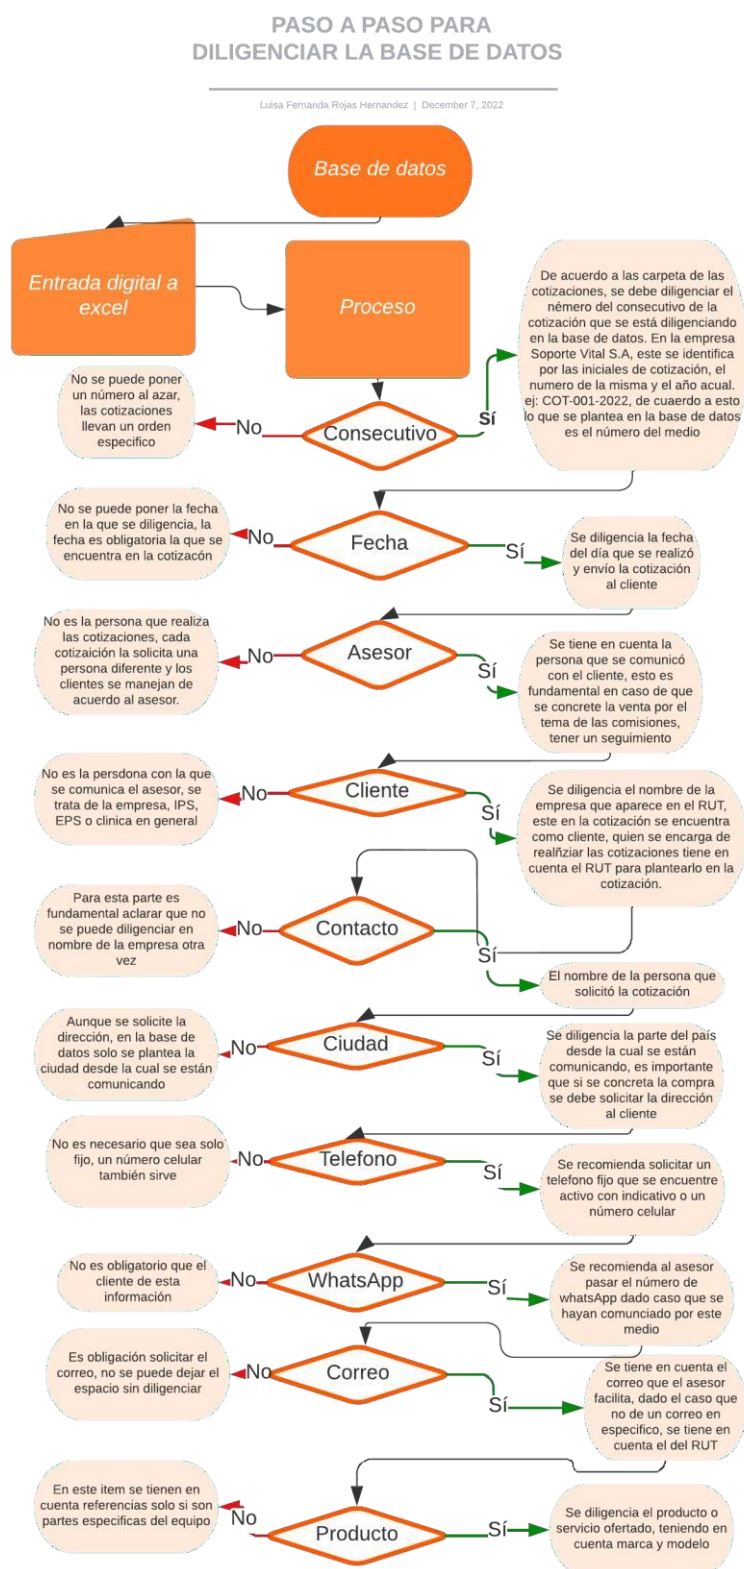 PASO A PASO PARA
DILIGENCIAR LA BASE DE DATOS
Luisa Fernanda Rojas Hernandez | December 7, 2022
Base de datos
Entrada digital a
excel
Proceso
De acuerdo a las carpeta de las
cotizaciones, se debe diligenciar el
némero del consecutivo de la
cotización que se está diligenciando
en la base de datos. En la empresa
Soporte Vital S.A, este se identifica
por las iniciales de cotización, el
numero de la misma y el año acual.
ej: COT-001-2022, de cuaerdo a esto
lo que se plantea en la base de datos
es el número del medio
No se puede poner
un número al azar,
las cotizaciones
llevan un orden
especifico
No
Consecutivo
Sí
No se puede poner la fecha
en la que se diligencia, la
fecha es obligatoria la que se
encuentra en la cotizacón
No
Fecha
Sí
Se diligencia la fecha
del día que se realizó
y envío la cotización
al cliente
No es la persona que realiza
las cotizaciones, cada
cotizaición la solicita una
persona diferente y los
clientes se manejan de
acuerdo al asesor.
No
Asesor
Sí
Se tiene en cuenta la
persona que se comunicó
con el cliente, esto es
fundamental en caso de que
se concrete la venta por el
tema de las comisiones,
tener un seguimiento
No es la persdona con la que
se comunica el asesor, se
trata de la empresa, IPS,
EPS o clinica en general
No
Cliente
Sí
Se diligencia el nombre de la
empresa que aparece en el RUT,
este en la cotización se encuentra
como cliente, quien se encarga de
realñziar las cotizaciones tiene en
cuenta el RUT para plantearlo en la
cotización.
Para esta parte es
fundamental aclarar que no
se puede diligenciar en
nombre de la empresa otra
vez
No
Contacto
Sí
El nombre de la persona que
solicitó la cotización
Aunque se solicite la
dirección, en la base de
datos solo se plantea la
ciudad desde la cual se están
comunicando
No
Ciudad
Sí
Se diligencia la parte del país
desde la cual se están
comunicando, es importante
que si se concreta la compra
se debe solicitar la dirección
al cliente
No es necesario que sea solo
fijo, un número celular
también sirve
No
Telefono
Sí
Se recomienda solicitar un
telefono fijo que se encuentre
activo con indicativo o un
número celular
No es obligatorio que el
cliente de esta
información
No
WhatsApp
Sí
Se recomienda al asesor
pasar el número de
whatsApp dado caso que se
hayan comunciado por este
medio
Es obligación solicitar el
correo, no se puede dejar el
espacio sin diligenciar
No
Correo
Sí
Se tiene en cuenta el
correo que el asesor
facilita, dado el caso que
no de un correo en
especifico, se tiene en
cuenta el del RUT
En este item se tienen en
cuenta referencias solo si son
partes especificas del equipo
No
Producto
Sí
Se diligencia el producto o
servicio ofertado, teniendo en
cuenta marca y modelo